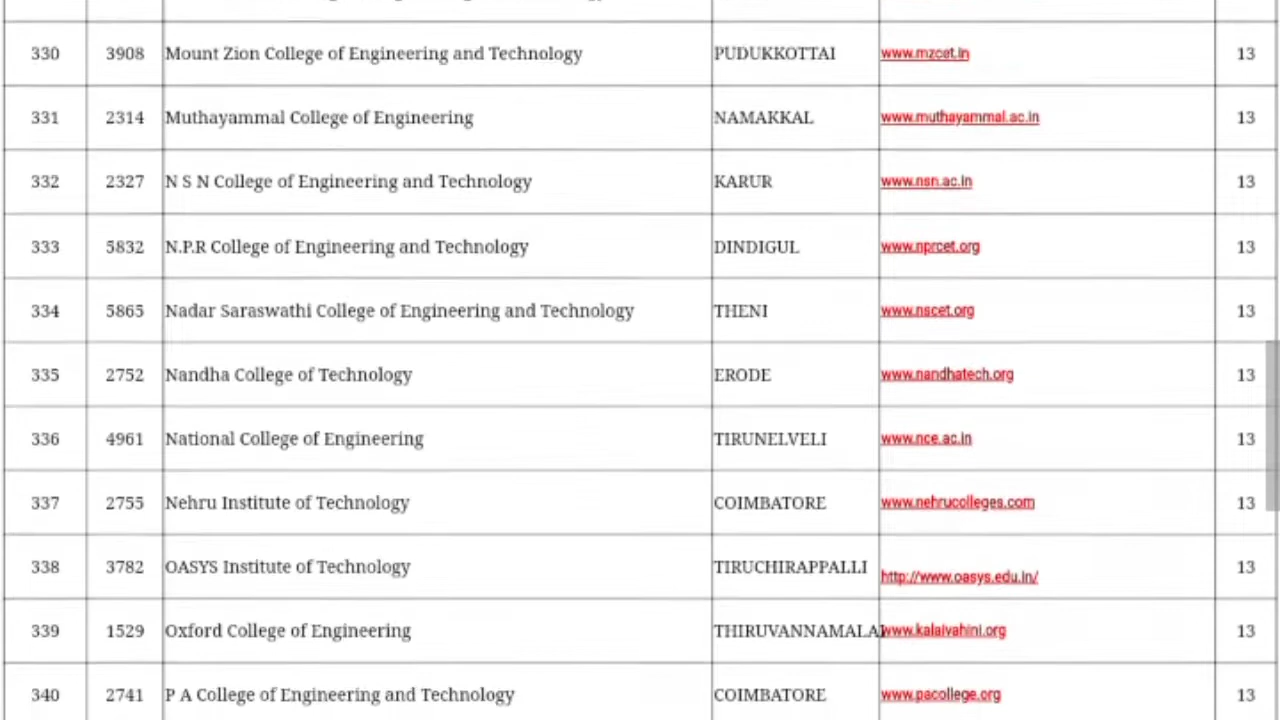 330 3908 Mount Zion College of Engineering and Technology PUDUKKOTTAI www.mzcet.in 13
331 2314 Muthayammal College of Engineering NAMAKKAL www.muthayammal.ac.in 13
332 2327 N S N College of Engineering and Technology KARUR www.nsn.ac.in 13
333 5832 N.P.R College of Engineering and Technology DINDIGUL www.nprcet.org 13
334 5865 Nadar Saraswathi College of Engineering and Technology THENI www.nscet.org 13
335 2752 Nandha College of Technology ERODE www.nandhatech.org 13
336 4961 National College of Engineering TIRUNELVELI www.nce.ac.in 13
337 2755 Nehru Institute of Technology COIMBATORE www.nehrucolleges.com 13
338 3782 OASYS Institute of Technology TIRUCHIRAPPALLI http://www.oasys.edu.in/ 13
339 1529 Oxford College of Engineering THIRUVANNAMALAI www.kalaivahini.org 13
340 2741 P A College of Engineering and Technology COIMBATORE www.pacollege.org 13